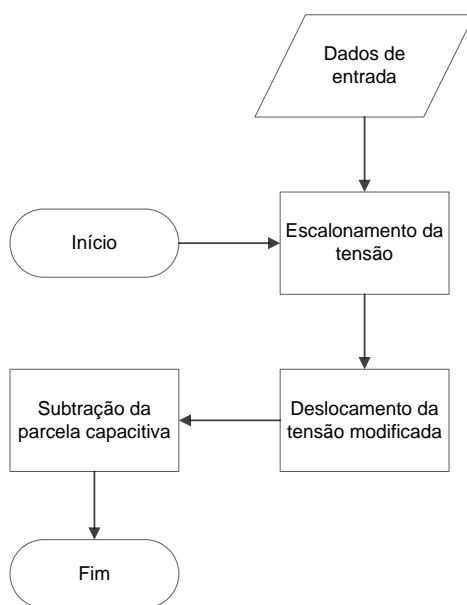 Dados de
entrada
Início
Escalonamento da
tensão
Subtração da
parcela capacitiva
Deslocamento da
tensão modificada
Fim